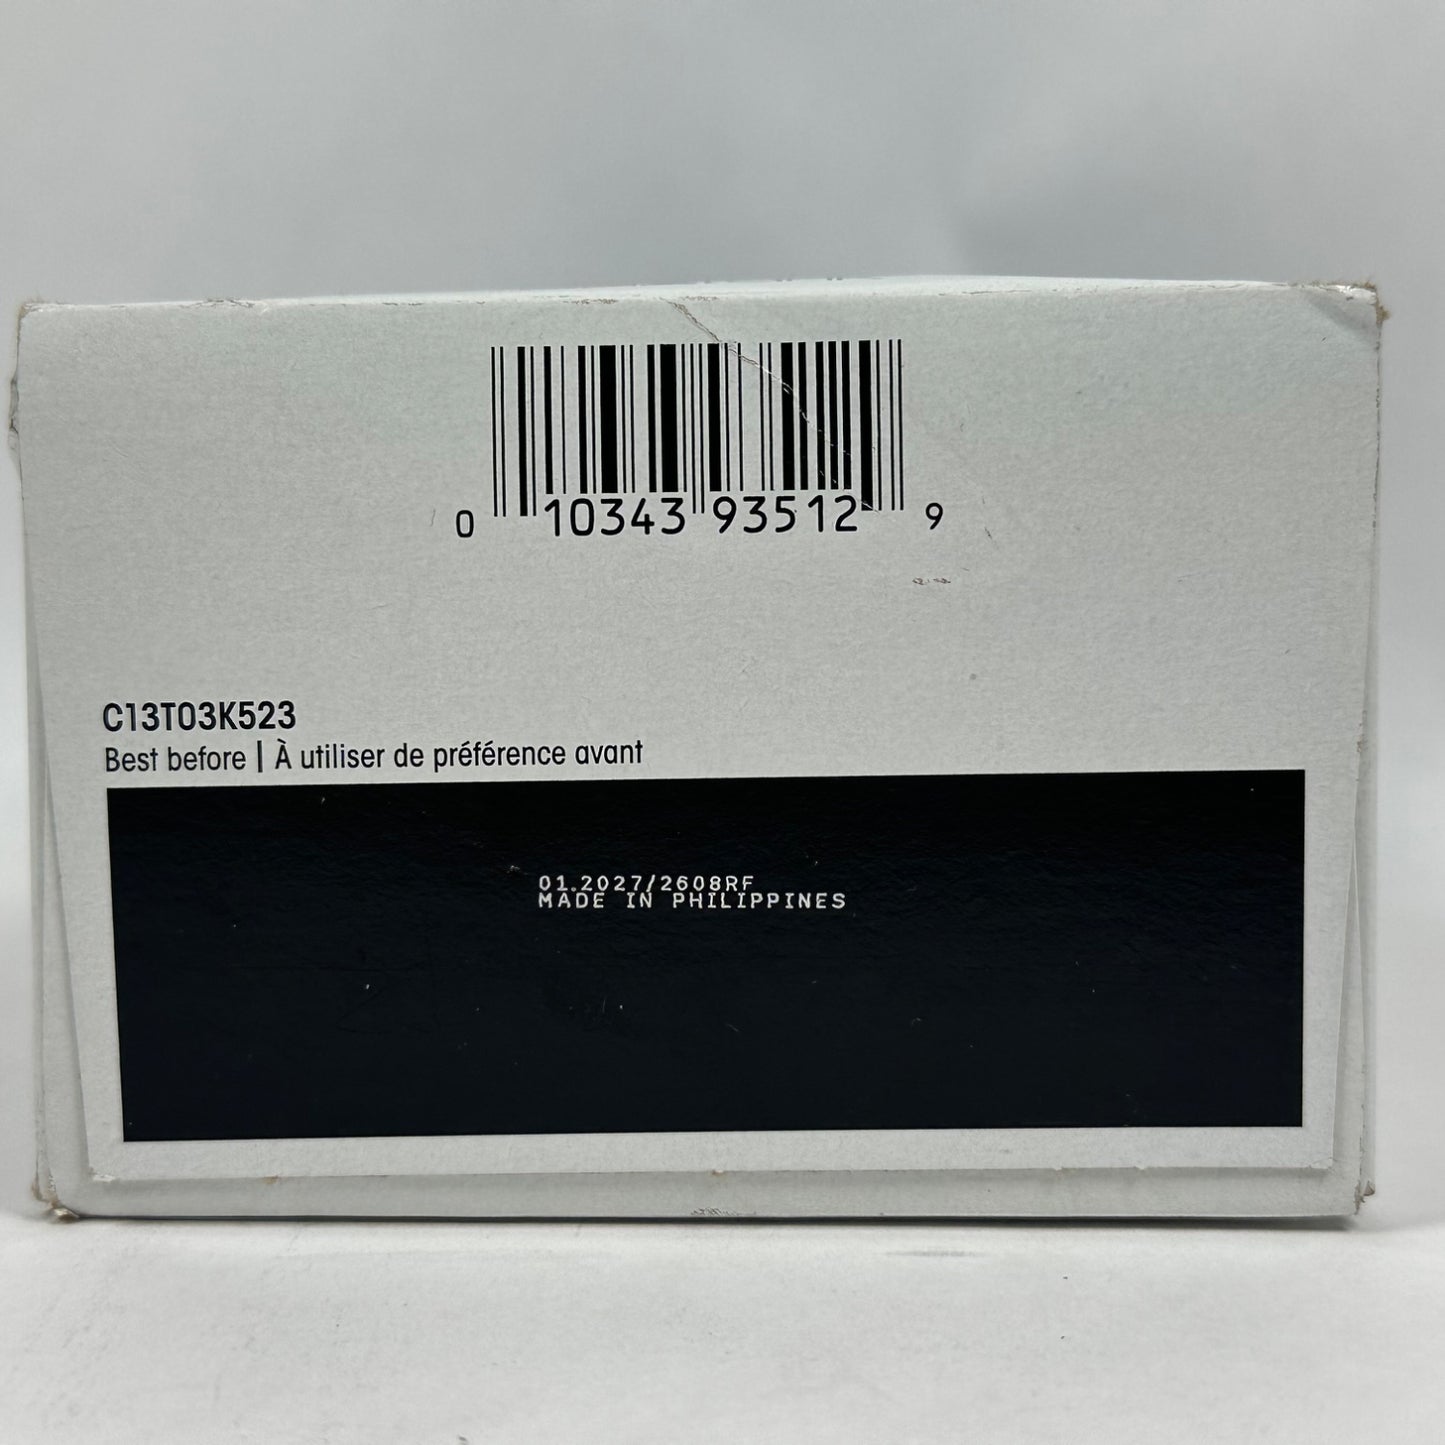 0 10343 93512 9
C13T03K523
Best before | À utiliser de préférence avant
01.2027/2608RF
MADE IN PHILIPPINES